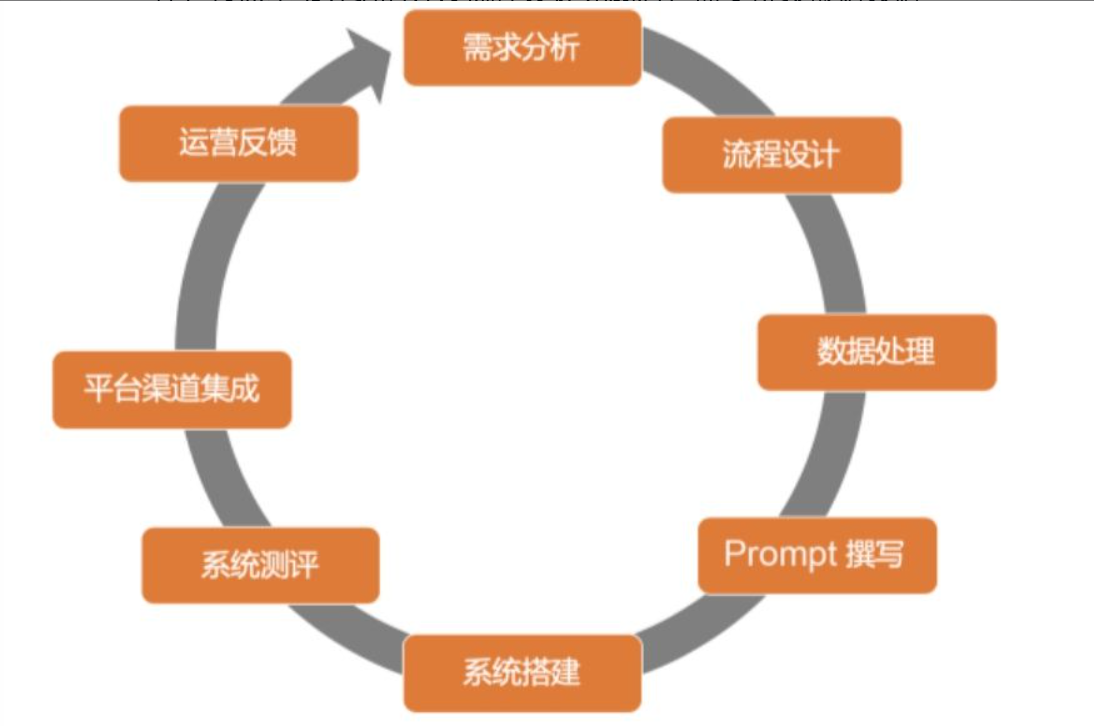 需求分析
流程设计
数据处理
Prompt 撰写
系统搭建
系统测评
平台渠道集成
运营反馈